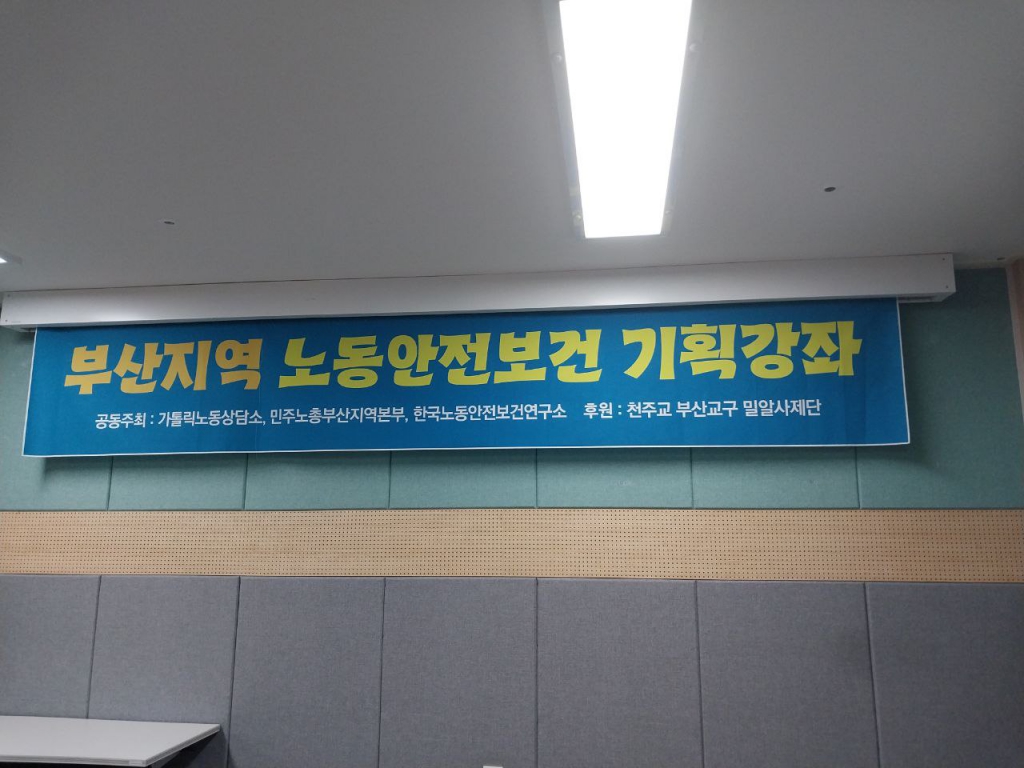 부산지역 노동안전보건 기획강좌
공동주최 : 가톨릭노동상담소, 민주노총부산지역본부, 한국노동안전보건연구소 후원 : 천주교 부산교구 밀알사제단